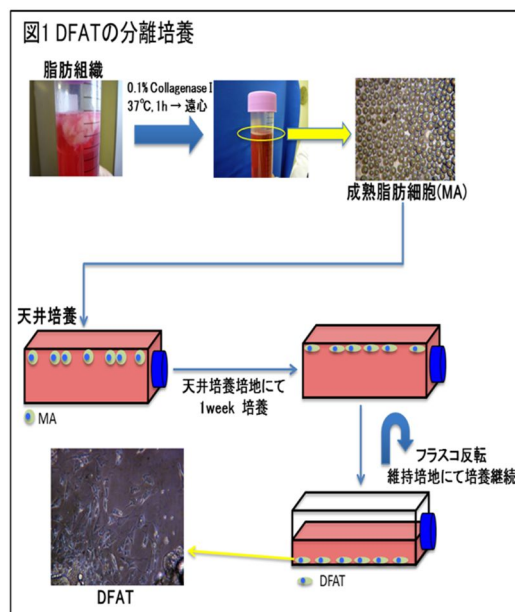 図1 DFATの分離培養
脂肪組織
0.1% Collagenase I
37℃, 1h → 遠心
成熟脂肪細胞(MA)
天井培養
MA
天井培養培地にて
1week 培養
フラスコ反転
維持培地にて培養継続
DFAT
DFAT